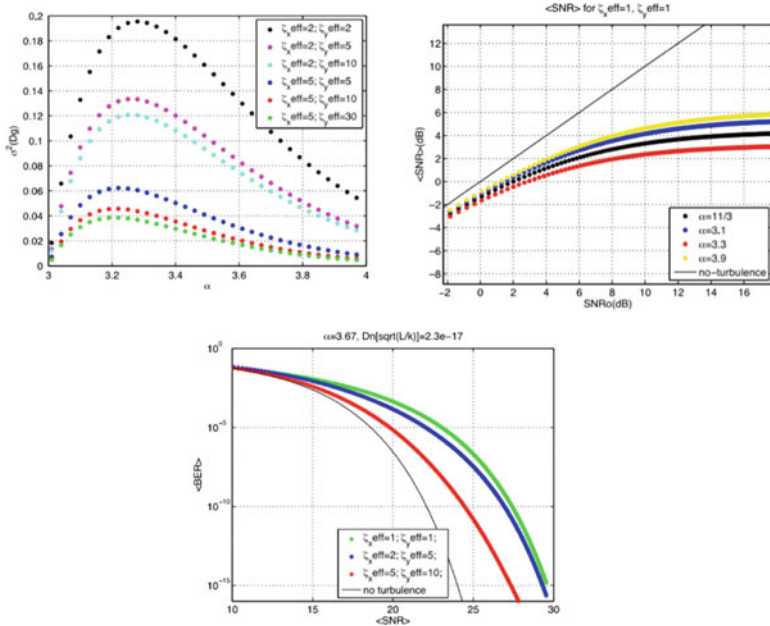 0.2
0.18
0.16
0.14
0.12
0.1
0.08
0.06
0.04
0.02
0
σ²(Dg)
3
3.2
3.4
3.6
3.8
4
α
ζxeff=2; ζyeff=2
ζxeff=2; ζyeff=5
ζxeff=2; ζyeff=10
ζxeff=5; ζyeff=5
ζxeff=5; ζyeff=10
ζxeff=5; ζyeff=30
<SNR> for ζxeff=1, ζyeff=1
12
10
8
6
4
2
0
−2
−4
−6
−8
<SNR>(dB)
−2
0
2
4
6
8
10
12
14
16
SNRo(dB)
α=11/3
α=3.1
α=3.3
α=3.9
no-turbulence
α=3.67, Dn[sqrt(L/k)]=2.3e−17
10⁰
10⁻⁵
10⁻¹⁰
10⁻¹⁵
<BER>
10
15
20
25
30
<SNR>
ζxeff=1; ζyeff=1;
ζxeff=2; ζyeff=5;
ζxeff=5; ζyeff=10;
no turbulence